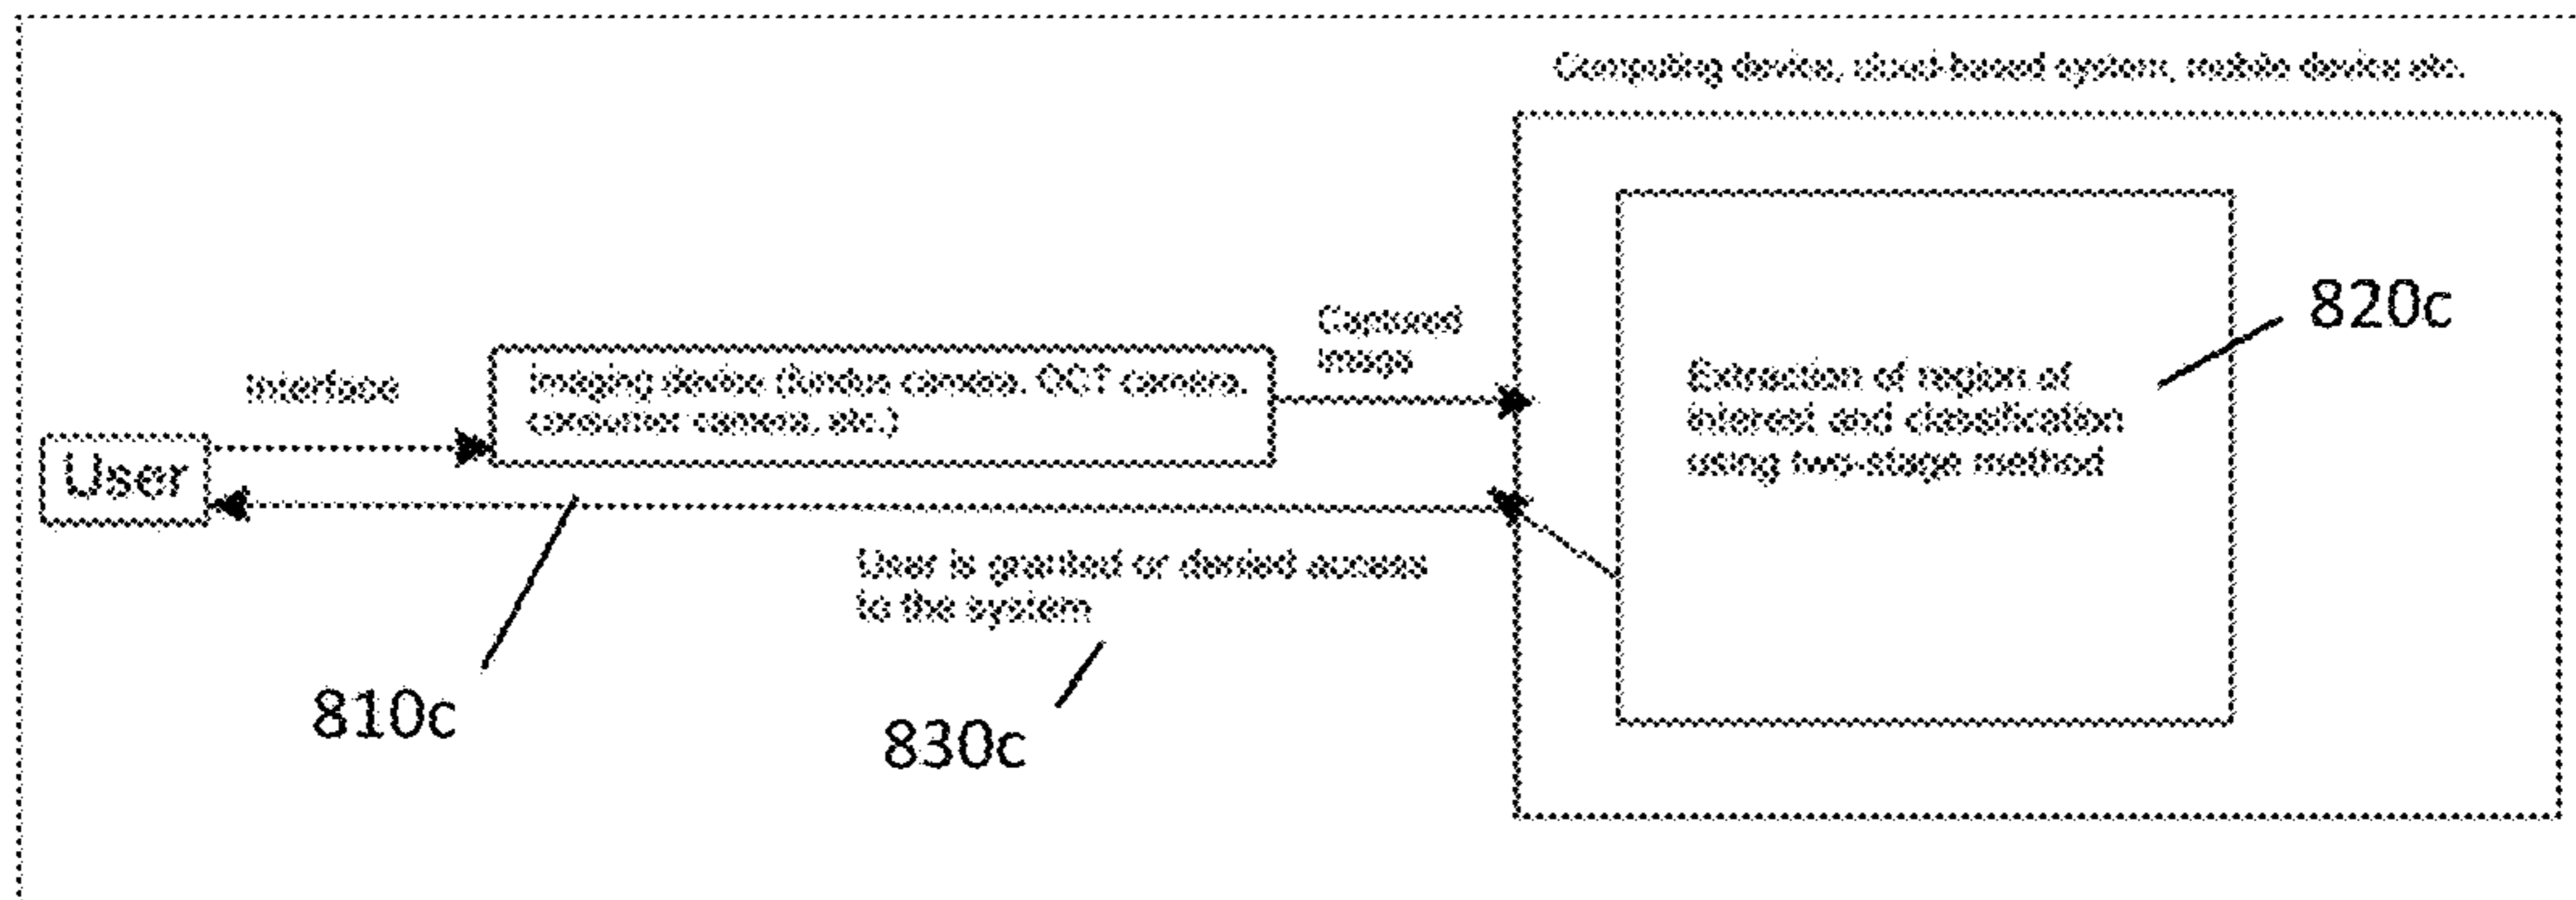 Computing device, cloud-based system, mobile device etc.
Captured
image
820c
Interface
Imaging device (fundus camera, OCT camera,
consumer camera, etc.)
Extraction of region of
interest and classification
using two-stage method
User
User is granted or denied access
to the system
810c
830c